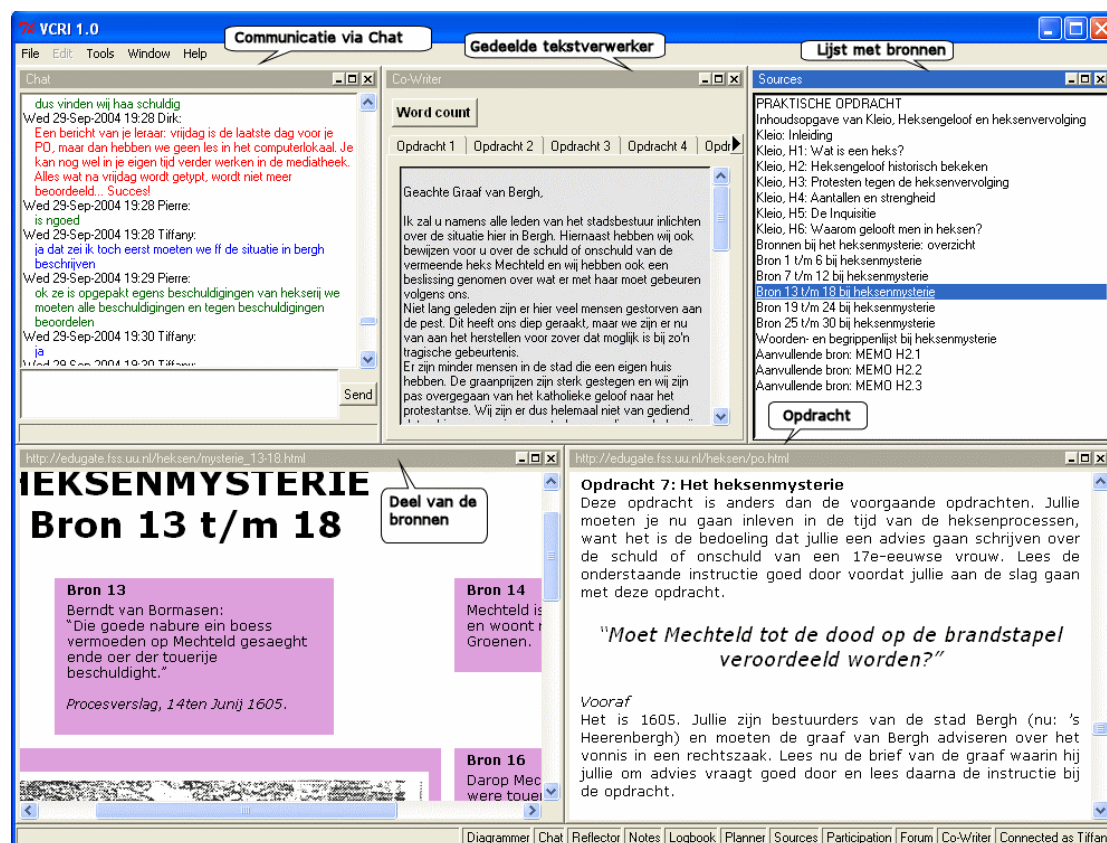 VCRI 1.0
File Edit Tools Window Help
Communicatie via Chat
Gedeelde tekstverwerker
Lijst met bronnen
Chat
dus vinden wij haa schuldig
Wed 29-Sep-2004 19:28 Dirk:
Een bericht van je leraar: vrijdag is de laatste dag voor je
PO, maar dan hebben we geen les in het computerlokaal. Je
kan nog wel in je eigen tijd verder werken in de mediatheek.
Alles wat na vrijdag wordt getypt, wordt niet meer
beoordeeld... Succes!
Wed 29-Sep-2004 19:28 Pierre:
is ngoed
Wed 29-Sep-2004 19:28 Tiffany:
ja dat zei ik toch eerst moeten we ff de situatie in bergh
beschrijven
Wed 29-Sep-2004 19:29 Pierre:
ok ze is opgepakt egens beschuldigingen van hekserij we
moeten alle beschuldigingen en tegen beschuldigingen
beoordelen
Wed 29-Sep-2004 19:30 Tiffany:
ja
Wed 29-Sep-2004 19:30 Tiffany:
Send
Co-Writer
Word count
Opdracht 1 Opdracht 2 Opdracht 3 Opdracht 4 Opdr
Geachte Graaf van Bergh,
Ik zal u namens alle leden van het stadsbestuur inlichten
over de situatie hier in Bergh. Hiernaast hebben wij ook
bewijzen voor u over de schuld of onschuld van de
vermeende heks Mechteld en wij hebben ook een
beslissing genomen over wat er met haar moet gebeuren
volgens ons.
Niet lang geleden zijn er hier veel mensen gestorven aan
de pest. Dit heeft ons diep geraakt, maar we zijn er nu
van aan het herstellen voor zover dat moglijk is bij zo'n
tragische gebeurtenis.
Er zijn minder mensen in de stad die een eigen huis
hebben. De graanprijzen zijn sterk gestegen en wij zijn
pas overgegaan van het katholieke geloof naar het
protestantse. Wij zijn er dus helemaal niet van gediend
Sources
PRAKTISCHE OPDRACHT
Inhoudsopgave van Kleio, Heksengeloof en heksenvervolging
Kleio: Inleiding
Kleio, H1: Wat is een heks?
Kleio, H2: Heksengeloof historisch bekeken
Kleio, H3: Protesten tegen de heksenvervolging
Kleio, H4: Aantallen en strengheid
Kleio, H5: De Inquisitie
Kleio, H6: Waarom gelooft men in heksen?
Bronnen bij het heksenmysterie: overzicht
Bron 1 t/m 6 bij heksenmysterie
Bron 7 t/m 12 bij heksenmysterie
Bron 13 t/m 18 bij heksenmysterie
Bron 19 t/m 24 bij heksenmysterie
Bron 25 t/m 30 bij heksenmysterie
Woorden- en begrippenlijst bij heksenmysterie
Aanvullende bron: MEMO H2.1
Aanvullende bron: MEMO H2.2
Aanvullende bron: MEMO H2.3
Opdracht
http://edugate.fss.uu.nl/heksen/mysterie_13-18.html
Deel van de
bronnen
HEKSENMYSTERIE
Bron 13 t/m 18
Bron 13
Berndt van Bormasen:
"Die goede nabure ein boess
vermoeden op Mechteld gesaeght
ende oer der touerije
beschuldight."
Procesverslag, 14ten Junij 1605.
Bron 14
Mechteld is
en woont
Groenen.
Bron 16
Darop Mec
were touer
http://edugate.fss.uu.nl/heksen/po.html
Opdracht 7: Het heksenmysterie
Deze opdracht is anders dan de voorgaande opdrachten. Jullie
moeten je nu gaan inleven in de tijd van de heksenprocessen,
want het is de bedoeling dat jullie een advies gaan schrijven over
de schuld of onschuld van een 17e-eeuwse vrouw. Lees de
onderstaande instructie goed door voordat jullie aan de slag gaan
met deze opdracht.
"Moet Mechteld tot de dood op de brandstapel
veroordeeld worden?"
Vooraf
Het is 1605. Jullie zijn bestuurders van de stad Bergh (nu: 's
Heerenbergh) en moeten de graaf van Bergh adviseren over het
vonnis in een rechtszaak. Lees nu de brief van de graaf waarin hij
jullie om advies vraagt goed door en lees daarna de instructie bij
de opdracht.
Diagrammer Chat Reflector Notes Logbook Planner Sources Participation Forum Co-Writer Connected as Tiffan